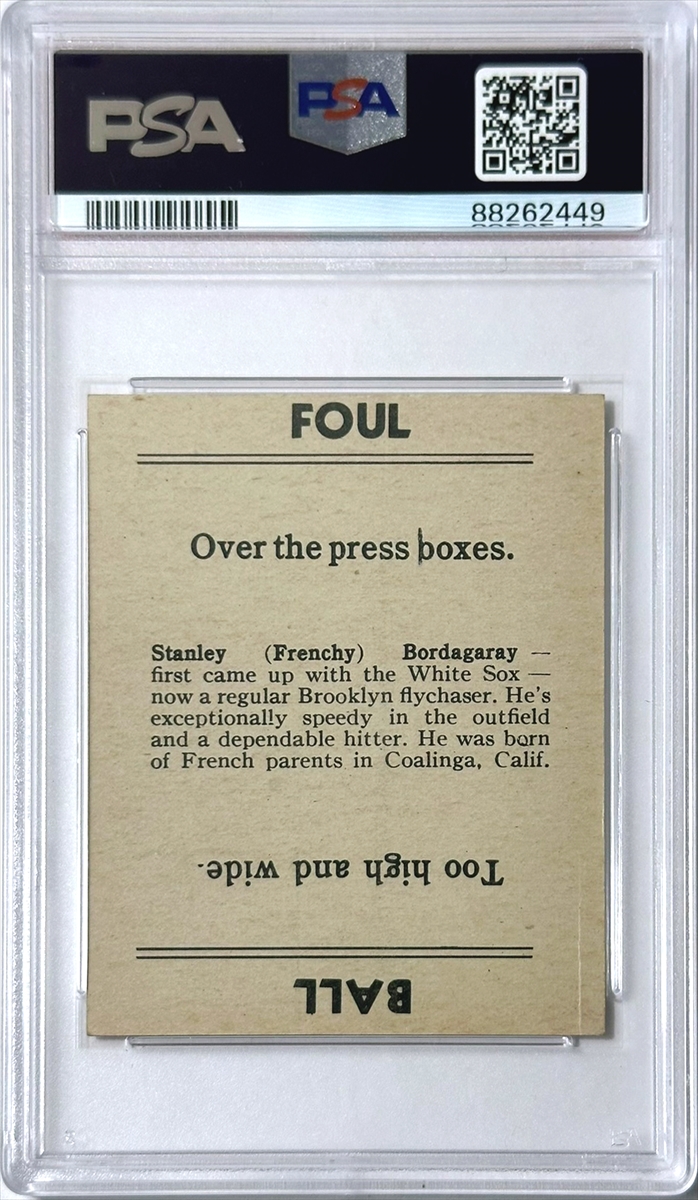 PSA
PSA
88262449
FOUL
Over the press boxes.
Stanley (Frenchy) Bordagaray —
first came up with the White Sox —
now a regular Brooklyn flychaser. He's
exceptionally speedy in the outfield
and a dependable hitter. He was born
of French parents in Coalinga, Calif.
Too high and wide.
BALL